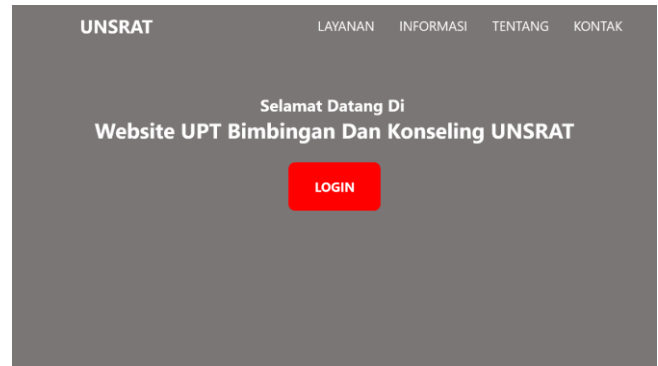 UNSRAT LAYANAN INFORMASI TENTANG KONTAK
Selamat Datang Di
Website UPT Bimbingan Dan Konseling UNSRAT
LOGIN